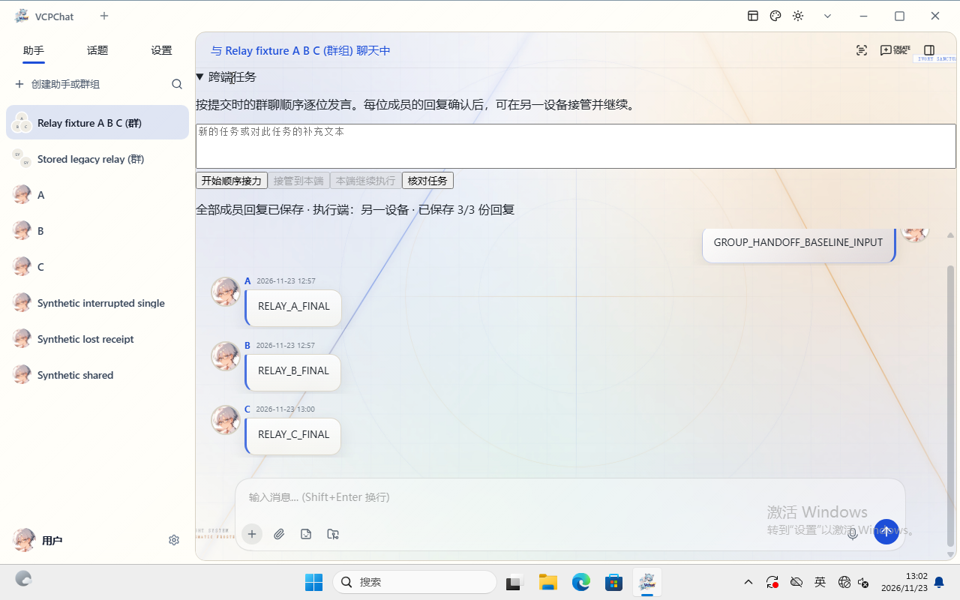 VCPChat
助手
话题
设置
创建助手或群组
Relay fixture A B C (群)
Stored legacy relay (群)
A
B
C
Synthetic interrupted single
Synthetic lost receipt
Synthetic shared
用户
与 Relay fixture A B C (群组) 聊天中
▼ 跨端任务
按提交时的群聊顺序逐位发言。每位成员的回复确认后，可在另一设备接管并继续。
新的任务或对此任务的补充文本
开始顺序接力 接管到本端 本端继续执行 核对任务
全部成员回复已保存 · 执行端：另一设备 · 已保存 3/3 份回复
GROUP_HANDOFF_BASELINE_INPUT
A 2026-11-23 12:57
RELAY_A_FINAL
B 2026-11-23 12:57
RELAY_B_FINAL
C 2026-11-23 13:00
RELAY_C_FINAL
输入消息... (Shift+Enter 换行)
激活 Windows
转到"设置"以激活 Windows。
搜索
英
13:02
2026/11/23